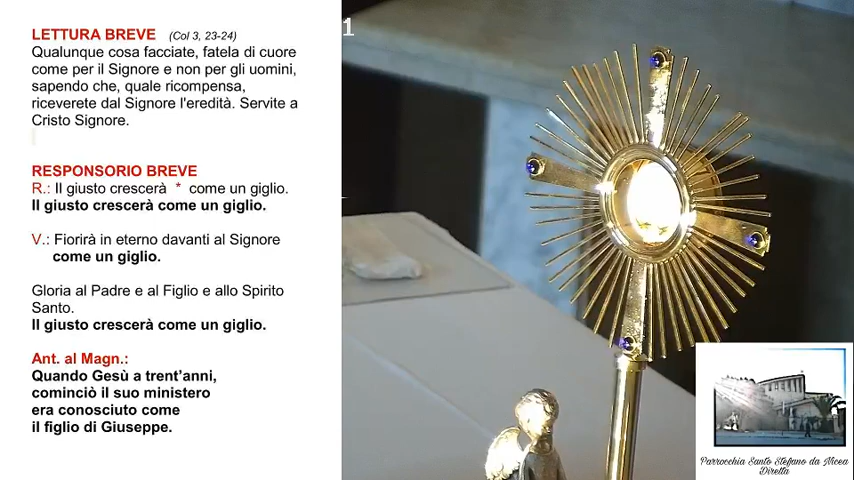 LETTURA BREVE (Col 3, 23-24)
Qualunque cosa facciate, fatela di cuore
come per il Signore e non per gli uomini,
sapendo che, quale ricompensa,
riceverete dal Signore l'eredità. Servite a
Cristo Signore.
RESPONSORIO BREVE
R.: Il giusto crescerà * come un giglio.
Il giusto crescerà come un giglio.
V.: Fiorirà in eterno davanti al Signore
come un giglio.
Gloria al Padre e al Figlio e allo Spirito
Santo.
Il giusto crescerà come un giglio.
Ant. al Magn.:
Quando Gesù a trent'anni,
cominciò il suo ministero
era conosciuto come
il figlio di Giuseppe.
1
Parrocchia Santo Stefano da Nicea
Diretta